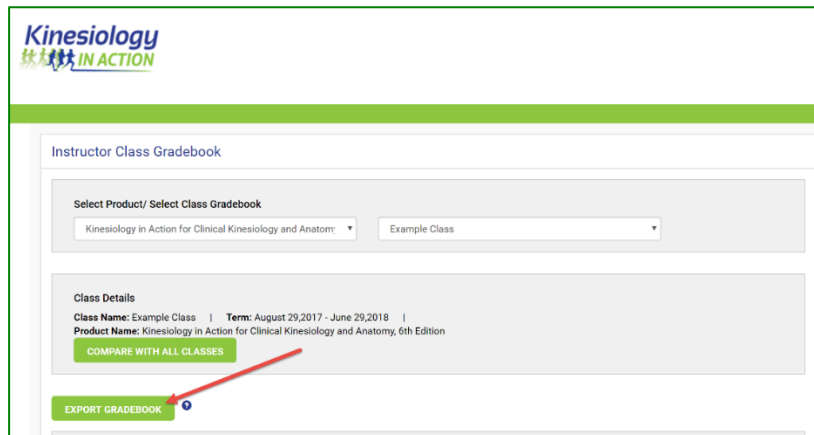 Kinesiology
IN ACTION
Instructor Class Gradebook
Select Product/ Select Class Gradebook
Kinesiology in Action for Clinical Kinesiology and Anatom Example Class
Class Details
Class Name: Example Class | Term: August 29,2017 - June 29,2018 |
Product Name: Kinesiology in Action for Clinical Kinesiology and Anatomy, 6th Edition
COMPARE WITH ALL CLASSES
EXPORT GRADEBOOK ?